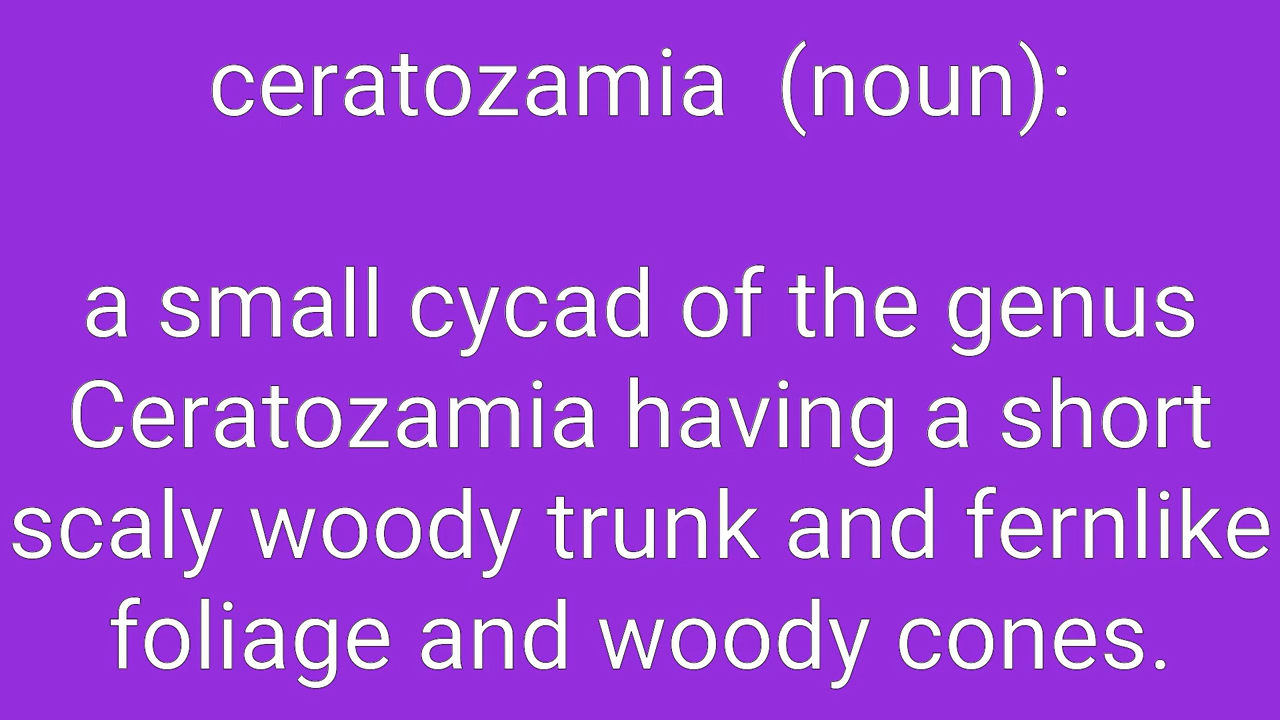 ceratozamia  (noun):
a small cycad of the genus
Ceratozamia having a short
scaly woody trunk and fernlike
foliage and woody cones.